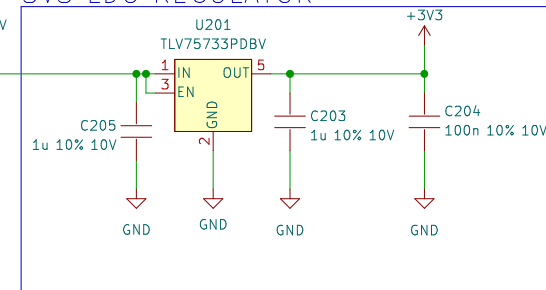 U201
TLV75733PDBV
+3V3
1 IN
OUT 5
3 EN
GND
2
C205
1u 10% 10V
C203
1u 10% 10V
C204
100n 10% 10V
GND
GND
GND
GND